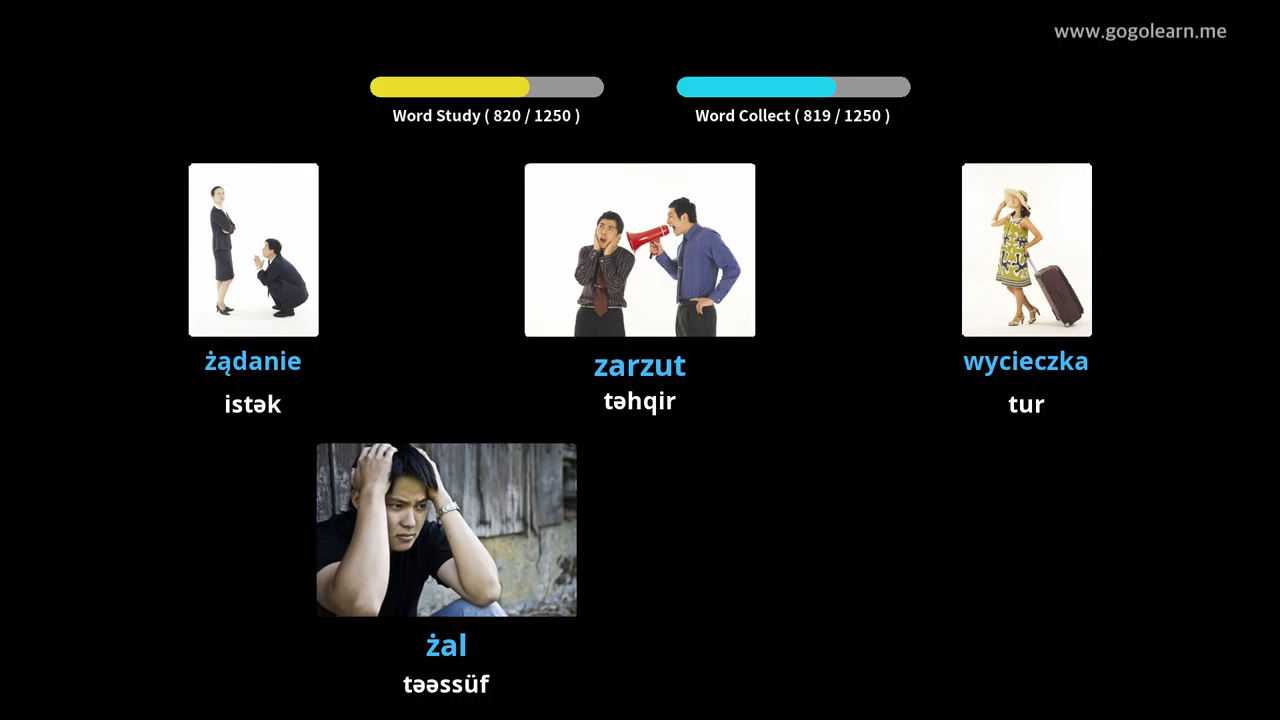 www.gogolearn.me
Word Study ( 820 / 1250 )
Word Collect ( 819 / 1250 )
żądanie
zarzut
wycieczka
istək
təhqir
tur
żal
təəssüf